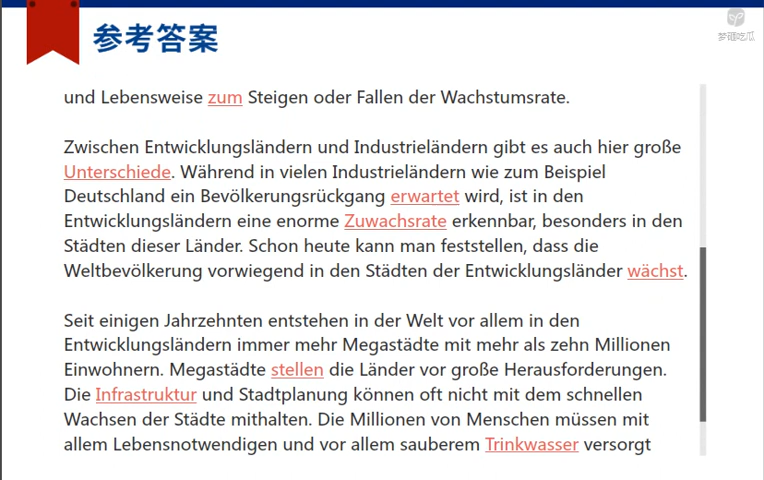 参考答案
梦砸吃瓜
und Lebensweise zum Steigen oder Fallen der Wachstumsrate.
Zwischen Entwicklungsländern und Industrieländern gibt es auch hier große
Unterschiede. Während in vielen Industrieländern wie zum Beispiel
Deutschland ein Bevölkerungsrückgang erwartet wird, ist in den
Entwicklungsländern eine enorme Zuwachsrate erkennbar, besonders in den
Städten dieser Länder. Schon heute kann man feststellen, dass die
Weltbevölkerung vorwiegend in den Städten der Entwicklungsländer wächst.
Seit einigen Jahrzehnten entstehen in der Welt vor allem in den
Entwicklungsländern immer mehr Megastädte mit mehr als zehn Millionen
Einwohnern. Megastädte stellen die Länder vor große Herausforderungen.
Die Infrastruktur und Stadtplanung können oft nicht mit dem schnellen
Wachsen der Städte mithalten. Die Millionen von Menschen müssen mit
allem Lebensnotwendigen und vor allem sauberem Trinkwasser versorgt